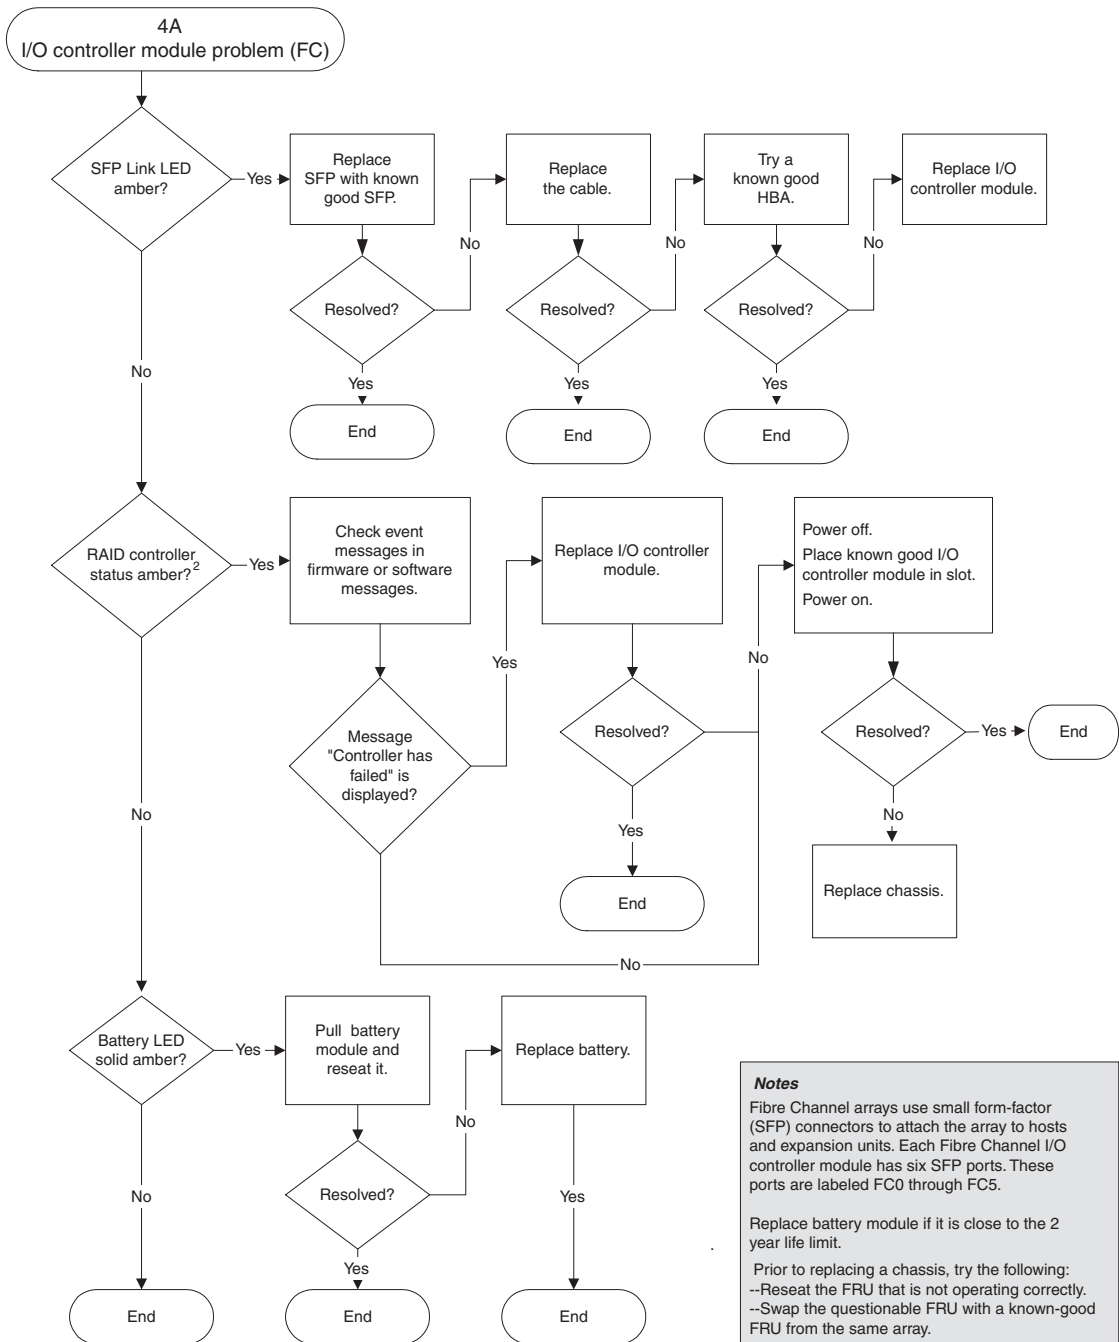 4A
I/O controller module problem (FC)
SFP Link LED
amber?
Yes
Replace
SFP with known
good SFP.
No
Replace
the cable.
No
Try a
known good
HBA.
No
Replace I/O
controller module.
Resolved?
Resolved?
Resolved?
No
Yes
Yes
Yes
End
End
End
RAID controller
status amber?2
Yes
Check event
messages in
firmware or software
messages.
Yes
Replace I/O controller
module.
No
Power off.
Place known good I/O
controller module in slot.
Power on.
Message
"Controller has
failed" is
displayed?
Resolved?
Resolved?
Yes
End
No
Yes
No
End
Replace chassis.
No
Battery LED
solid amber?
Yes
Pull battery
module and
reseat it.
No
Replace battery.
Resolved?
No
Yes
Yes
End
End
End
Notes
Fibre Channel arrays use small form-factor
(SFP) connectors to attach the array to hosts
and expansion units. Each Fibre Channel I/O
controller module has six SFP ports. These
ports are labeled FC0 through FC5.
Replace battery module if it is close to the 2
year life limit.
Prior to replacing a chassis, try the following:
--Reseat the FRU that is not operating correctly.
--Swap the questionable FRU with a known-good
FRU from the same array.